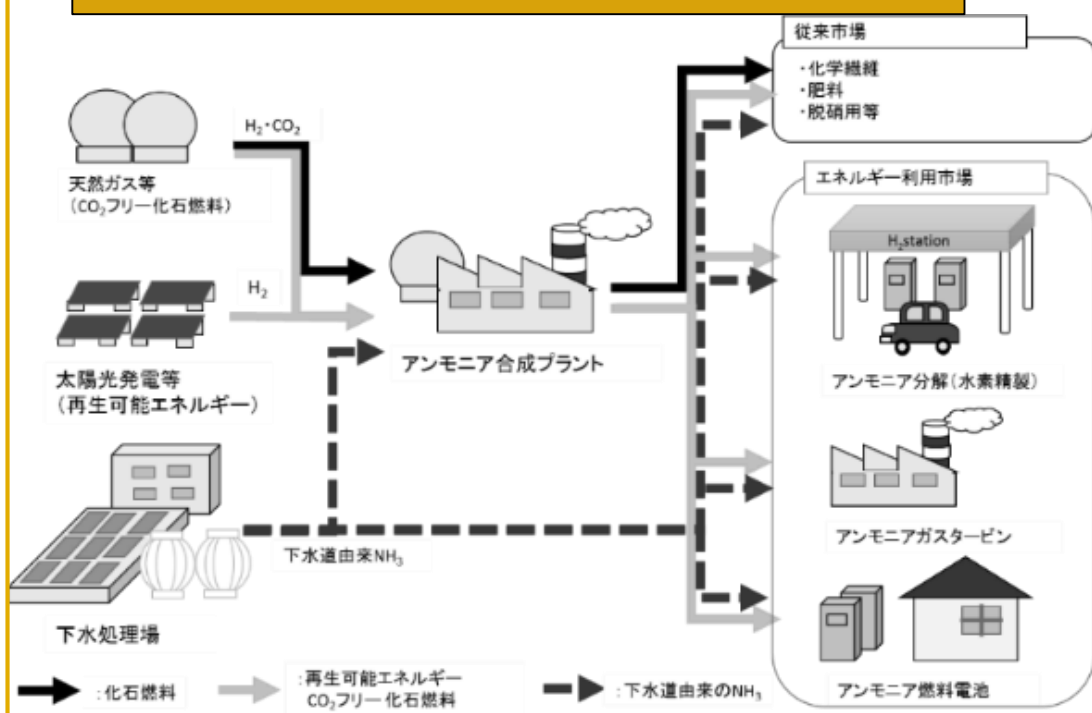 従来市場
・化学繊維
・肥料
・脱硝用等
H₂・CO₂
天然ガス等
（CO₂フリー化石燃料）
エネルギー利用市場
H₂station
H₂
アンモニア合成プラント
太陽光発電等
（再生可能エネルギー）
アンモニア分解（水素精製）
アンモニアガスタービン
下水道由来NH₃
下水処理場
アンモニア燃料電池
：化石燃料
：再生可能エネルギー
CO₂フリー化石燃料
：下水道由来のNH₃